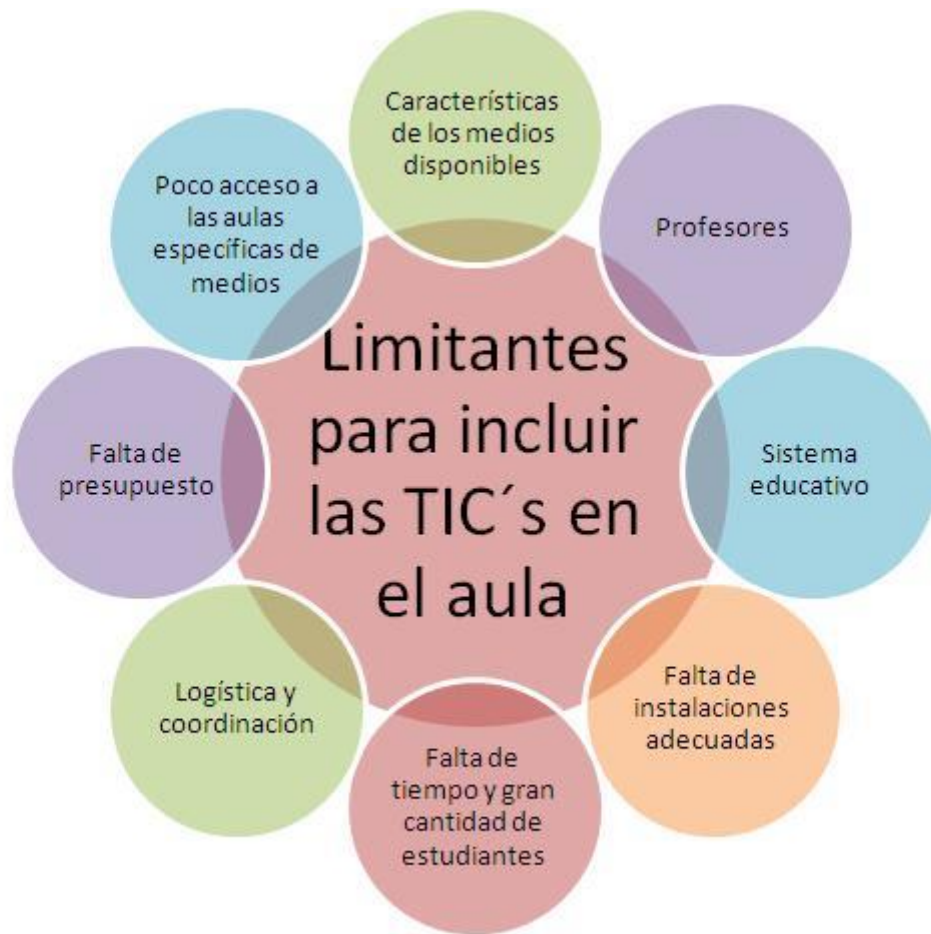 Características
de los medios
disponibles
Profesores
Sistema
educativo
Falta de
instalaciones
adecuadas
Falta de
tiempo y gran
cantidad de
estudiantes
Logística y
coordinación
Falta de
presupuesto
Poco acceso a
las aulas
específicas de
medios
Limitantes
para incluir
las TIC´s en
el aula